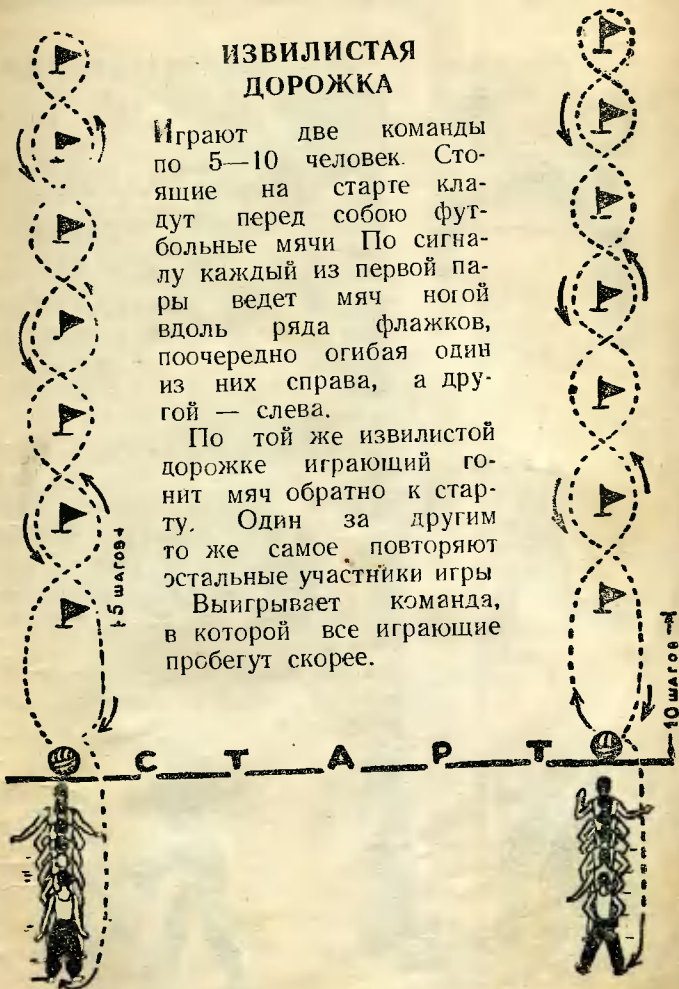 ИЗВИЛИСТАЯ
ДОРОЖКА
Играют две команды
по 5—10 человек. Сто-
ящие на старте кла-
дут перед собою фут-
больные мячи По сигна-
лу каждый из первой па-
ры ведет мяч ногой
вдоль ряда флажков,
поочередно огибая один
из них справа, а дру-
гой — слева.
По той же извилистой
дорожке играющий го-
нит мяч обратно к стар-
ту. Один за другим
то же самое повторяют
остальные участники игры
Выигрывает команда,
в которой все играющие
пробегут скорее.
5 ШАГОВ
10 ШАГОВ
СТАРТ